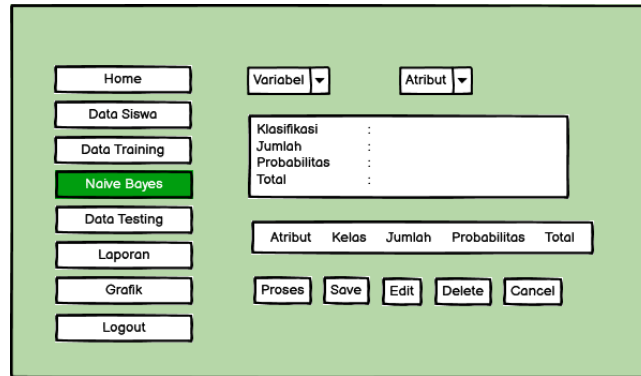 Home
Data Siswa
Data Training
Naive Bayes
Data Testing
Laporan
Grafik
Logout
Variabel
Atribut
Klasifikasi :
Jumlah :
Probabilitas :
Total :
Atribut Kelas Jumlah Probabilitas Total
Proses Save Edit Delete Cancel